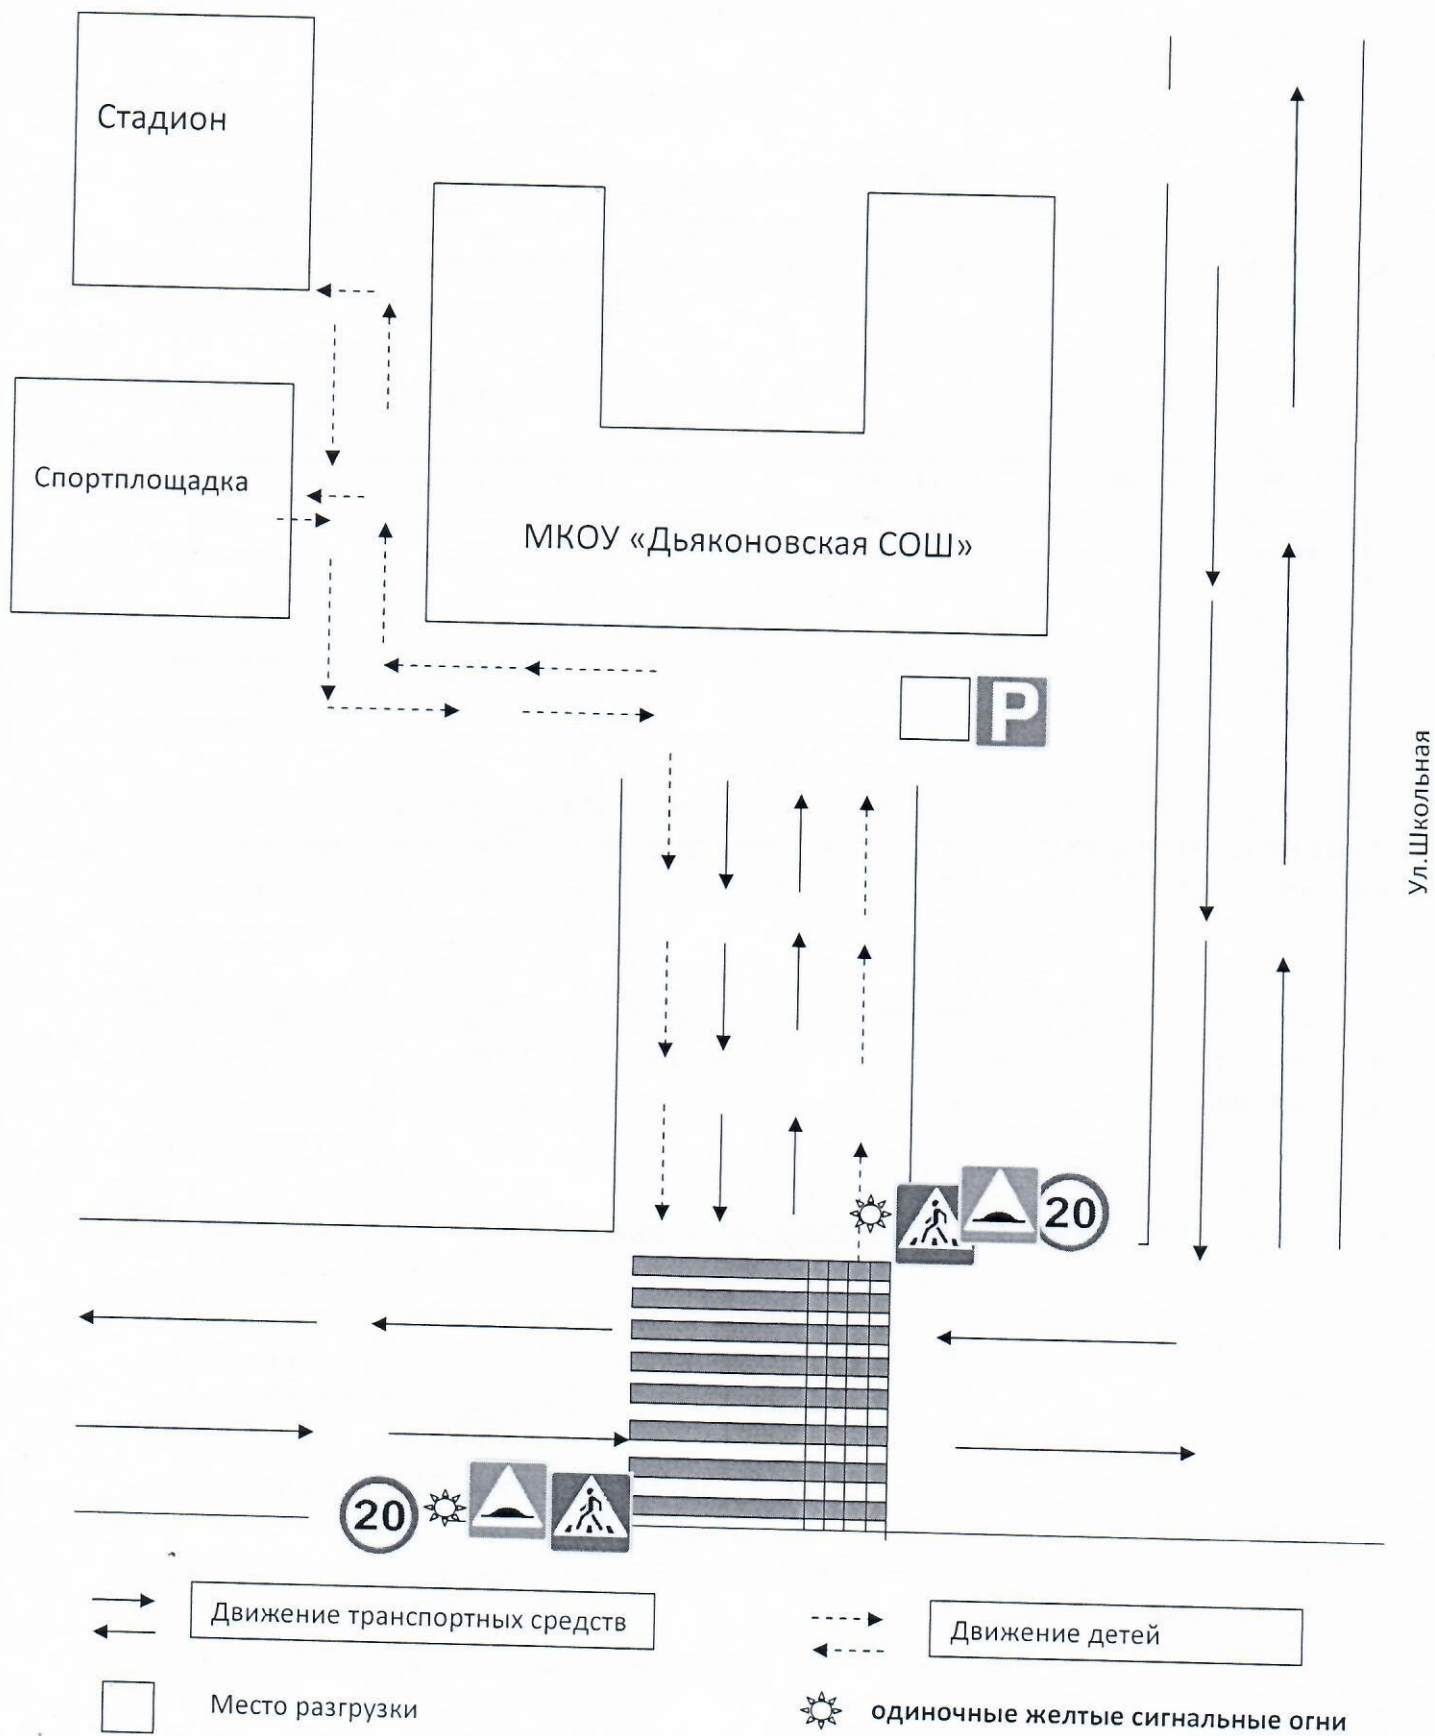 Стадион
Спортплощадка
МКОУ «Дьяконовская СОШ»
P
Ул.Школьная
20
20
Движение транспортных средств
Движение детей
Место разгрузки
одиночные желтые сигнальные огни